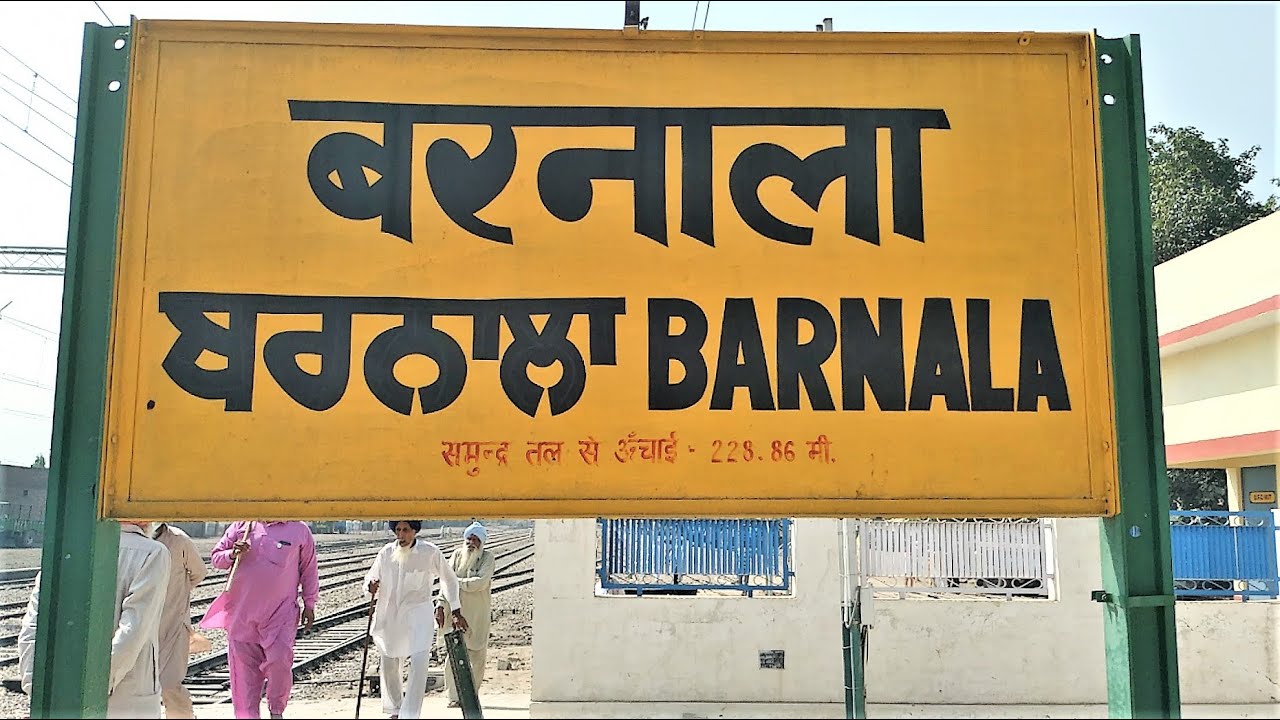 बरनाला
ਬਰਨਾਲਾ BARNALA
समुन्द्र तल से ऊँचाई - 228.86 मी.